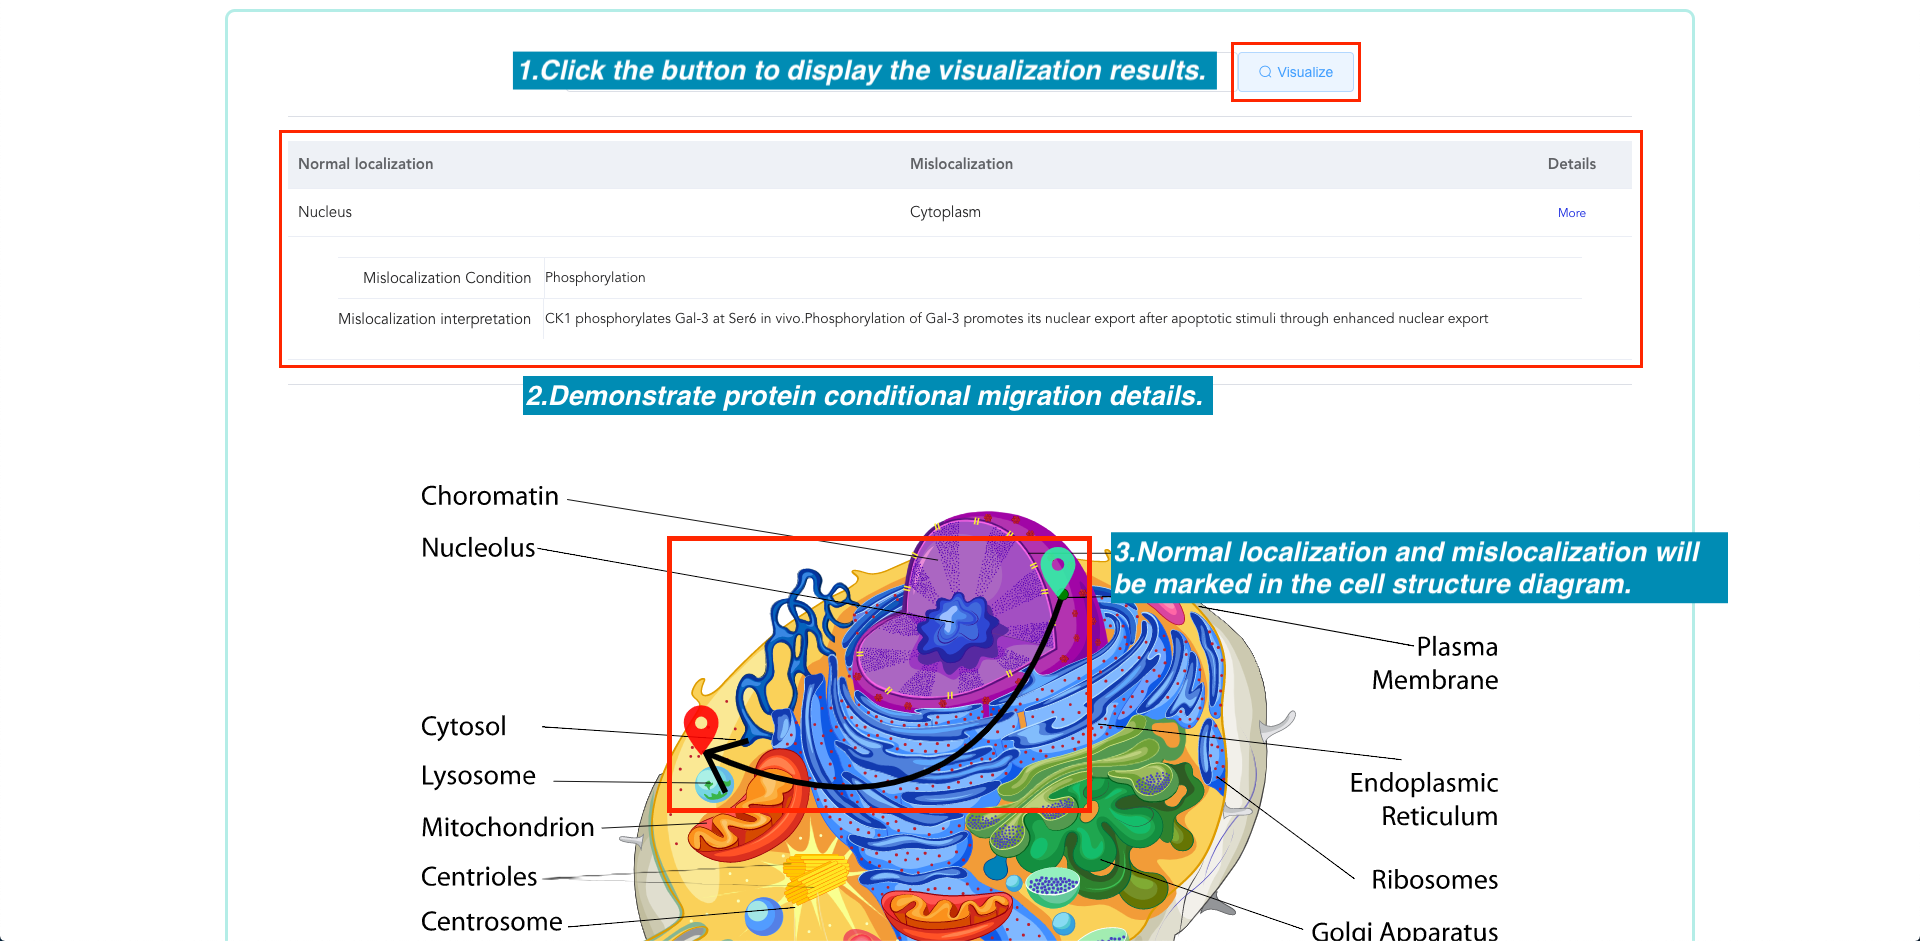 1.Click the button to display the visualization results.
Visualize
Normal localization
Mislocalization
Details
Nucleus
Cytoplasm
More
Mislocalization Condition
Phosphorylation
Mislocalization interpretation
CK1 phosphorylates Gal-3 at Ser6 in vivo.Phosphorylation of Gal-3 promotes its nuclear export after apoptotic stimuli through enhanced nuclear export
2.Demonstrate protein conditional migration details.
Choromatin
Nucleolus
3.Normal localization and mislocalization will
be marked in the cell structure diagram.
Plasma
Membrane
Cytosol
Lysosome
Endoplasmic
Reticulum
Mitochondrion
Centrioles
Ribosomes
Centrosome
Golgi Apparatus